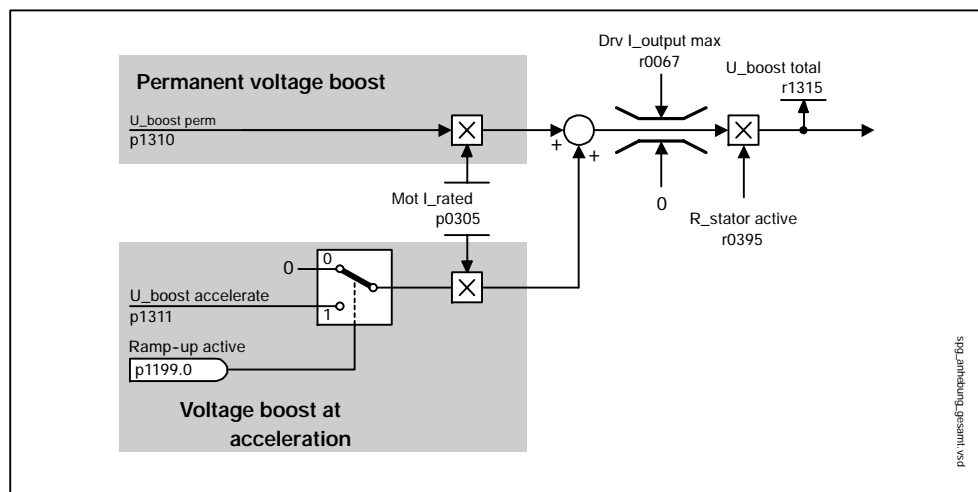 Drv I_output max
r0067
U_boost total
r1315
Permanent voltage boost
U_boost perm
p1310
+
+
Mot I_rated
p0305
0
R_stator active
r0395
0
0
U_boost accelerate
p1311
1
Ramp-up active
p1199.0
Voltage boost at
acceleration
spg_anhebung_gesamt.vsd